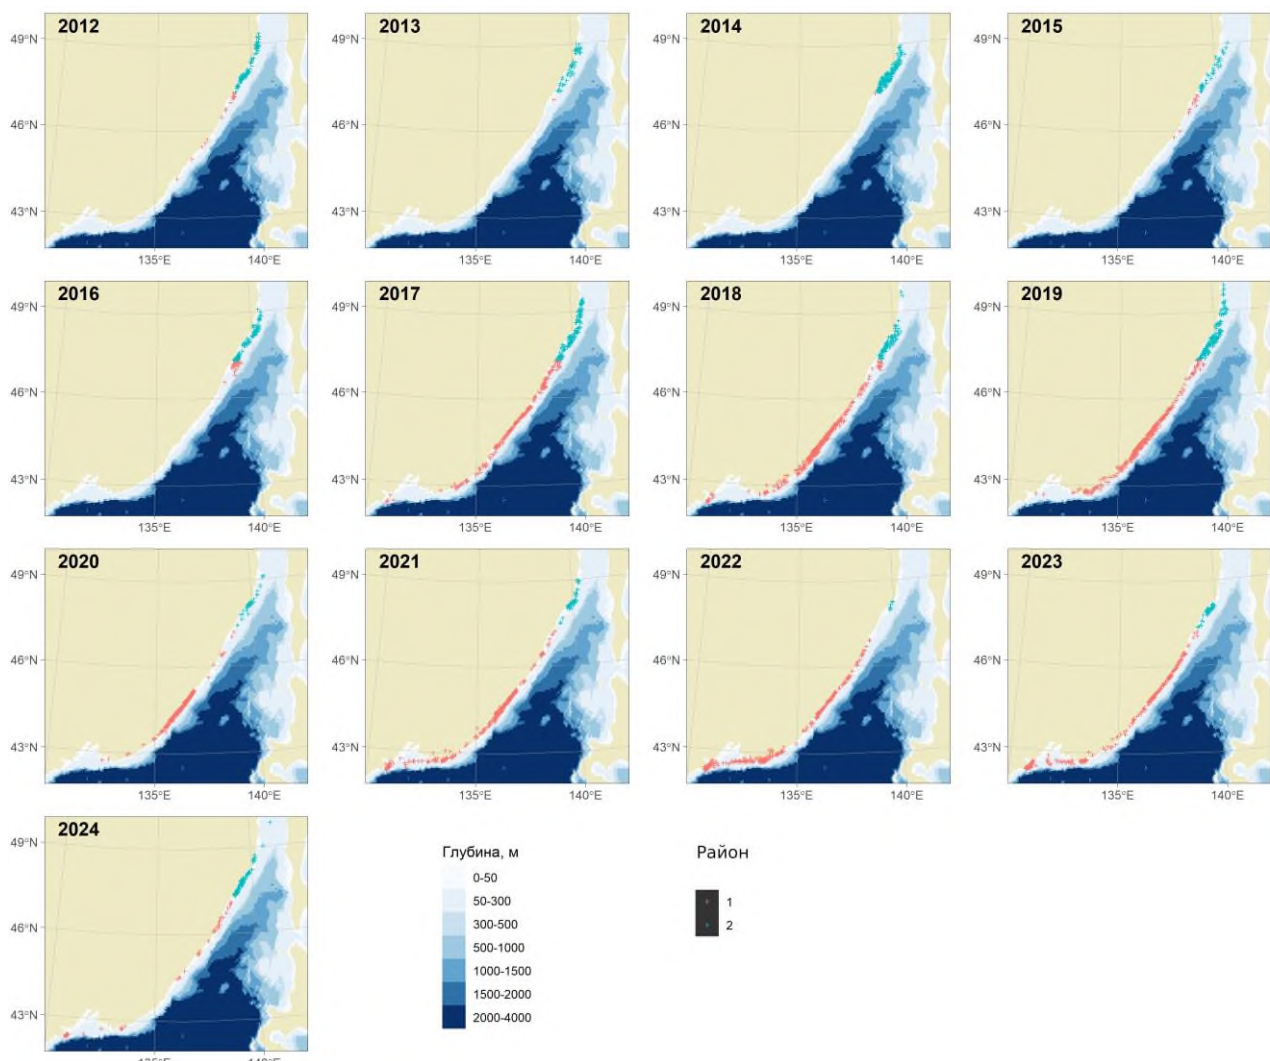 2012
2013
2014
2015
49°N
49°N
49°N
49°N
46°N
46°N
46°N
46°N
43°N
43°N
43°N
43°N
135°E 140°E
135°E 140°E
135°E 140°E
135°E 140°E
2016
2017
2018
2019
49°N
49°N
49°N
49°N
46°N
46°N
46°N
46°N
43°N
43°N
43°N
43°N
135°E 140°E
135°E 140°E
135°E 140°E
135°E 140°E
2020
2021
2022
2023
49°N
49°N
49°N
49°N
46°N
46°N
46°N
46°N
43°N
43°N
43°N
43°N
135°E 140°E
135°E 140°E
135°E 140°E
135°E 140°E
2024
49°N
46°N
43°N
Глубина, м
0-50
50-300
300-500
500-1000
1000-1500
1500-2000
2000-4000
Район
1
2